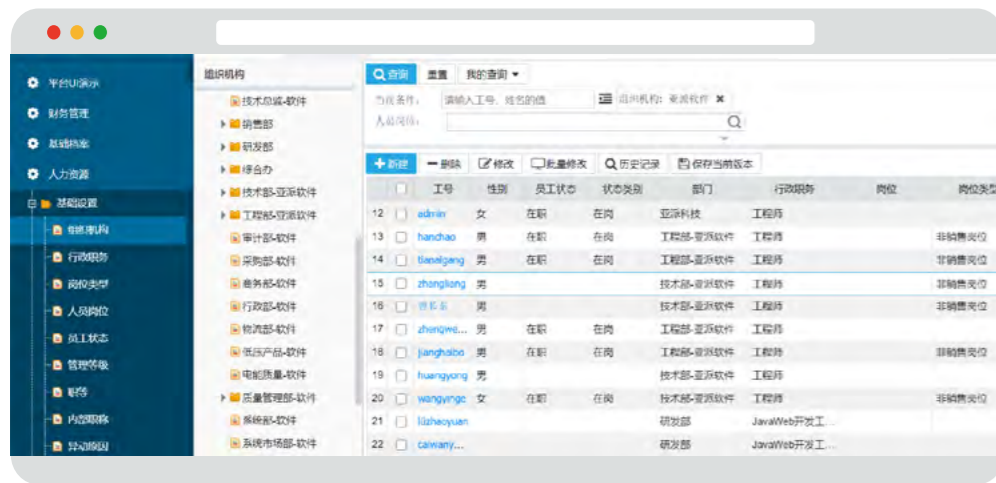 平台UI演示
财务管理
基础档案
人力资源
基础设置
组织机构
行政职务
岗位类型
人员岗位
员工状态
管理等级
职等
内部职称
异动原因
组织机构
技术总监-软件
销售部
研发部
综合办
技术部-亚派软件
工程部-亚派软件
审计部-软件
采购部-软件
商务部-软件
行政部-软件
物流部-软件
低压产品-软件
电能质量-软件
质量管理部-软件
系统部-软件
系统市场部-软件
查询 重置 我的查询
当前条件: 请输入工号、姓名的值 组织机构: 亚派软件
人员岗位:
新建 删除 修改 批量修改 历史记录 保存当前版本
工号 性别 员工状态 状态类别 部门 行政职务 岗位 岗位类型
12 admin 女 在职 在岗 亚派科技 工程师
13 hanchao 男 在职 在岗 工程部-亚派软件 工程师 非销售岗位
14 tianaigang 男 在职 在岗 工程部-亚派软件 工程师 非销售岗位
15 zhangliang 男 技术部-亚派软件 工程师 非销售岗位
16 男 技术部-亚派软件 工程师 非销售岗位
17 zhengwe... 男 在职 在岗 工程部-亚派软件 工程师
18 jianghaibo 男 在职 在岗 工程部-亚派软件 工程师 非销售岗位
19 huangyong 男 技术部-亚派软件 工程师
20 wangyinge 女 在职 在岗 技术部-亚派软件 工程师 非销售岗位
21 lüzhaoyuan 研发部 JavaWeb开发工...
22 caiwany... 研发部 JavaWeb开发工...